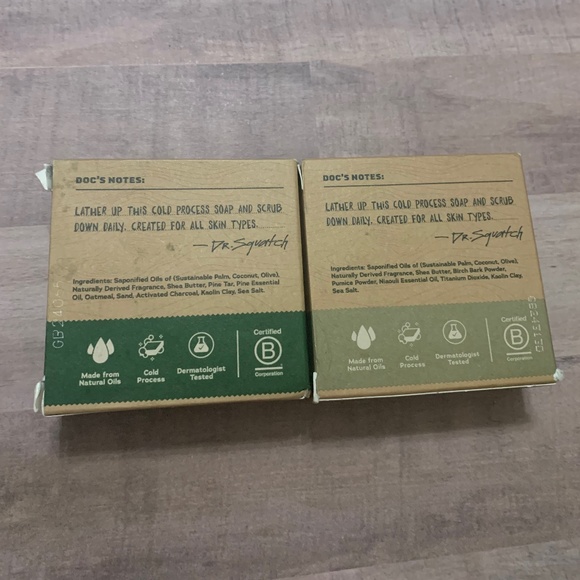 DOC'S NOTES:
LATHER UP THIS COLD PROCESS SOAP AND SCRUB
DOWN DAILY. CREATED FOR ALL SKIN TYPES.
— Dr. Squatch
Ingredients: Saponified Oils of (Sustainable Palm, Coconut, Olive),
Naturally Derived Fragrance, Shea Butter, Pine Tar, Pine Essential
Oil, Oatmeal, Sand, Activated Charcoal, Kaolin Clay, Sea Salt.
Made from
Natural Oils
Cold
Process
Dermatologist
Tested
Certified
B
Corporation
DOC'S NOTES:
LATHER UP THIS COLD PROCESS SOAP AND SCRUB
DOWN DAILY. CREATED FOR ALL SKIN TYPES.
— Dr. Squatch
Ingredients: Saponified Oils of (Sustainable Palm, Coconut, Olive),
Naturally Derived Fragrance, Shea Butter, Birch Bark Powder,
Pumice Powder, Niaouli Essential Oil, Titanium Dioxide, Kaolin Clay,
Sea Salt.
Made from
Natural Oils
Cold
Process
Dermatologist
Tested
Certified
B
Corporation